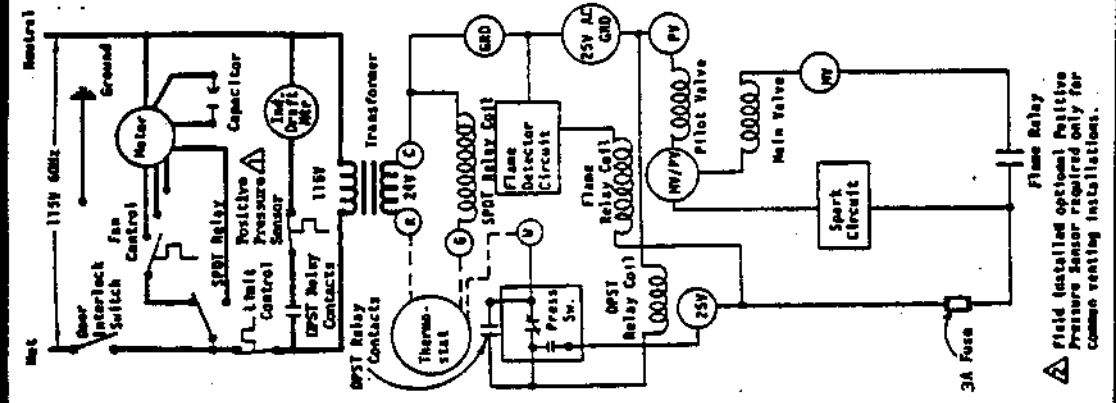 Neutral
115V 60Hz
Hot
Ground
Door
Interlock
Switch
Motor
Capacitor
Fan
Control
SPDT Relay
Ind.
Draft
Mtr
Positive
Pressure
Sensor
2
Limit
Control
DPST Relay
Contacts
115V
Transformer
24V
R
C
G
W
GRD
SPDT Relay Coil
Thermo-
stat
DPST Relay
Contacts
Press
Sw.
Flame
Detector
Circuit
25V AC
GRD
Flame
Relay Coil
DPST
Relay Coil
25V
PV
Pilot Valve
MV/PV
Main Valve
MV
Spark
Circuit
3A Fuse
Flame Relay
2 Field installed optional Positive
Pressure Sensor required only for
common venting installations.